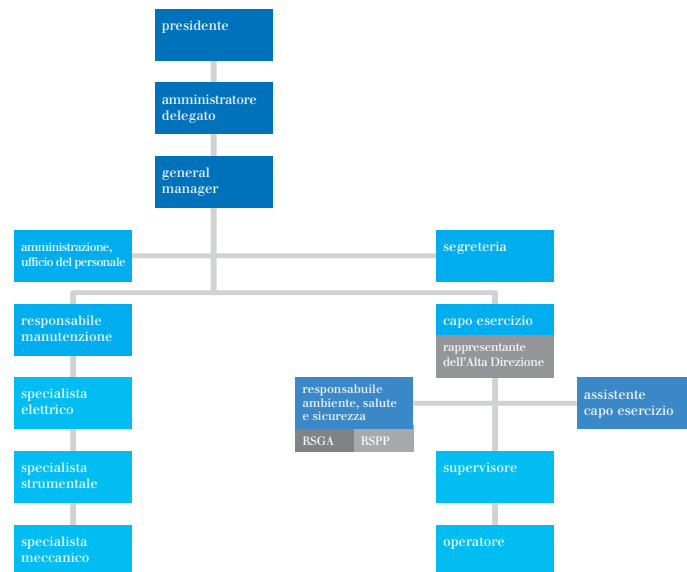 presidente
amministratore
delegato
general
manager
amministrazione,
ufficio del personale
segreteria
responsabile
manutenzione
capo esercizio
rappresentante
dell'Alta Direzione
specialista
elettrico
responsabuile
ambiente, salute
e sicurezza
RSGA
RSPP
assistente
capo esercizio
specialista
strumentale
supervisore
specialista
meccanico
operatore